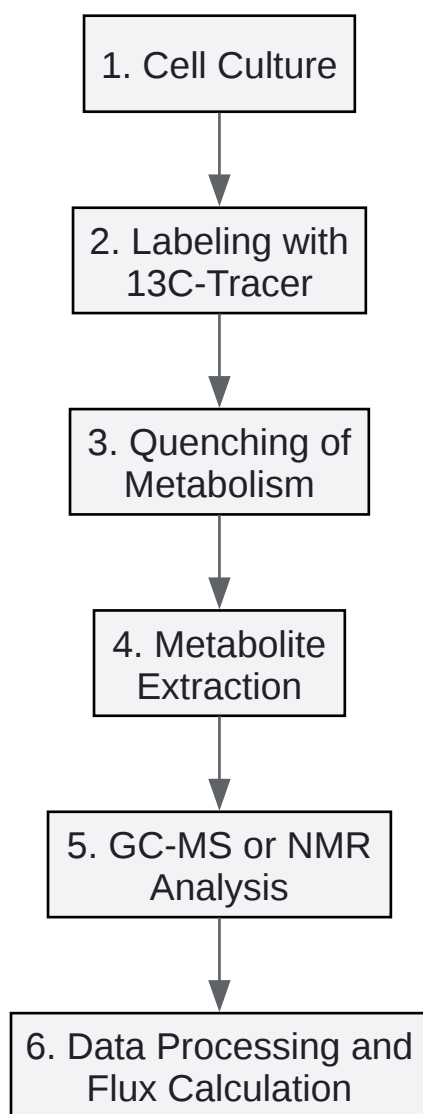 1. Cell Culture
2. Labeling with
13C-Tracer
3. Quenching of
Metabolism
4. Metabolite
Extraction
5. GC-MS or NMR
Analysis
6. Data Processing and
Flux Calculation